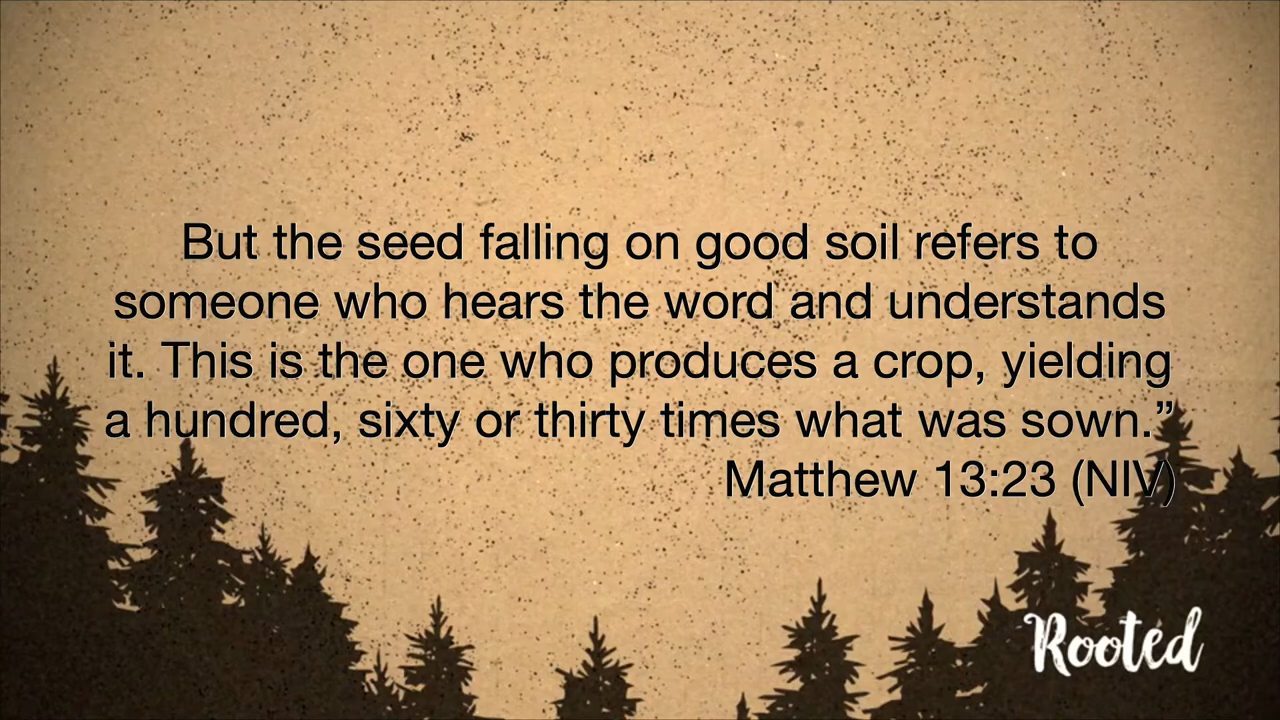 But the seed falling on good soil refers to
someone who hears the word and understands
it. This is the one who produces a crop, yielding
a hundred, sixty or thirty times what was sown.”
Matthew 13:23 (NIV)
Rooted